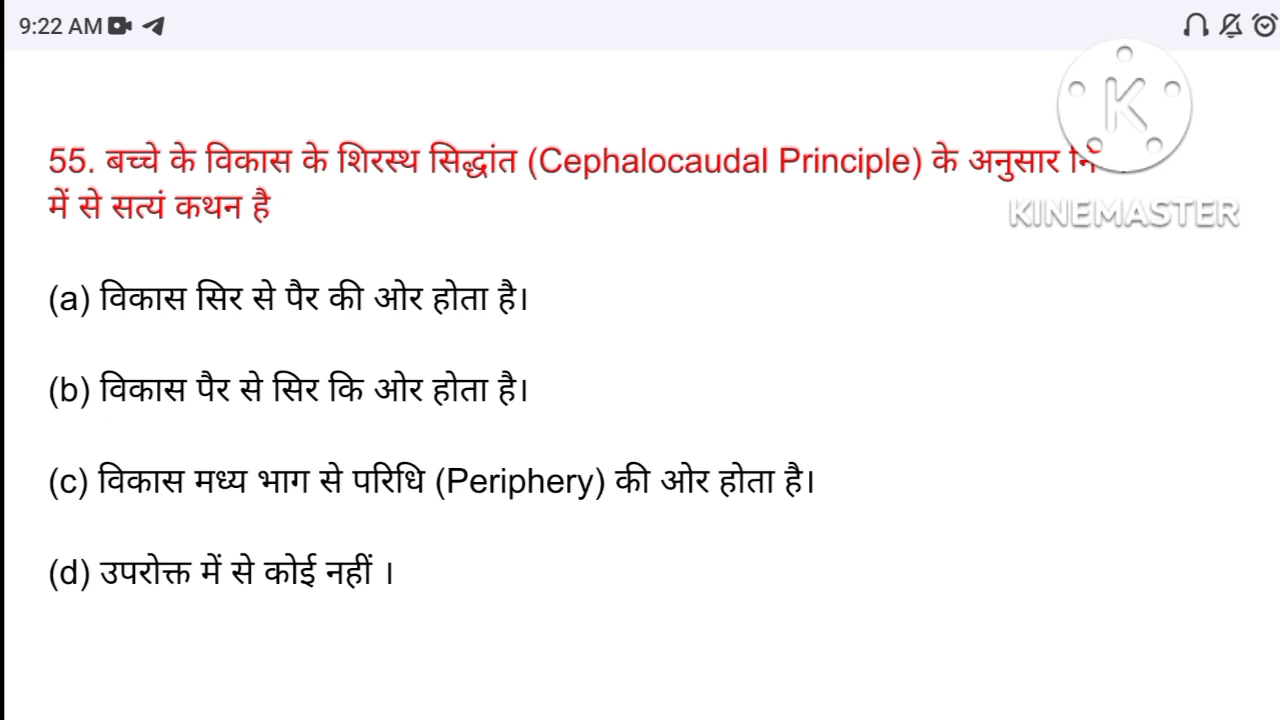 9:22 AM
55. बच्चे के विकास के शिरस्थ सिद्धांत (Cephalocaudal Principle) के अनुसार
में से सत्यं कथन है
K
KINEMASTER
(a) विकास सिर से पैर की ओर होता है।
(b) विकास पैर से सिर कि ओर होता है।
(c) विकास मध्य भाग से परिधि (Periphery) की ओर होता है।
(d) उपरोक्त में से कोई नहीं ।